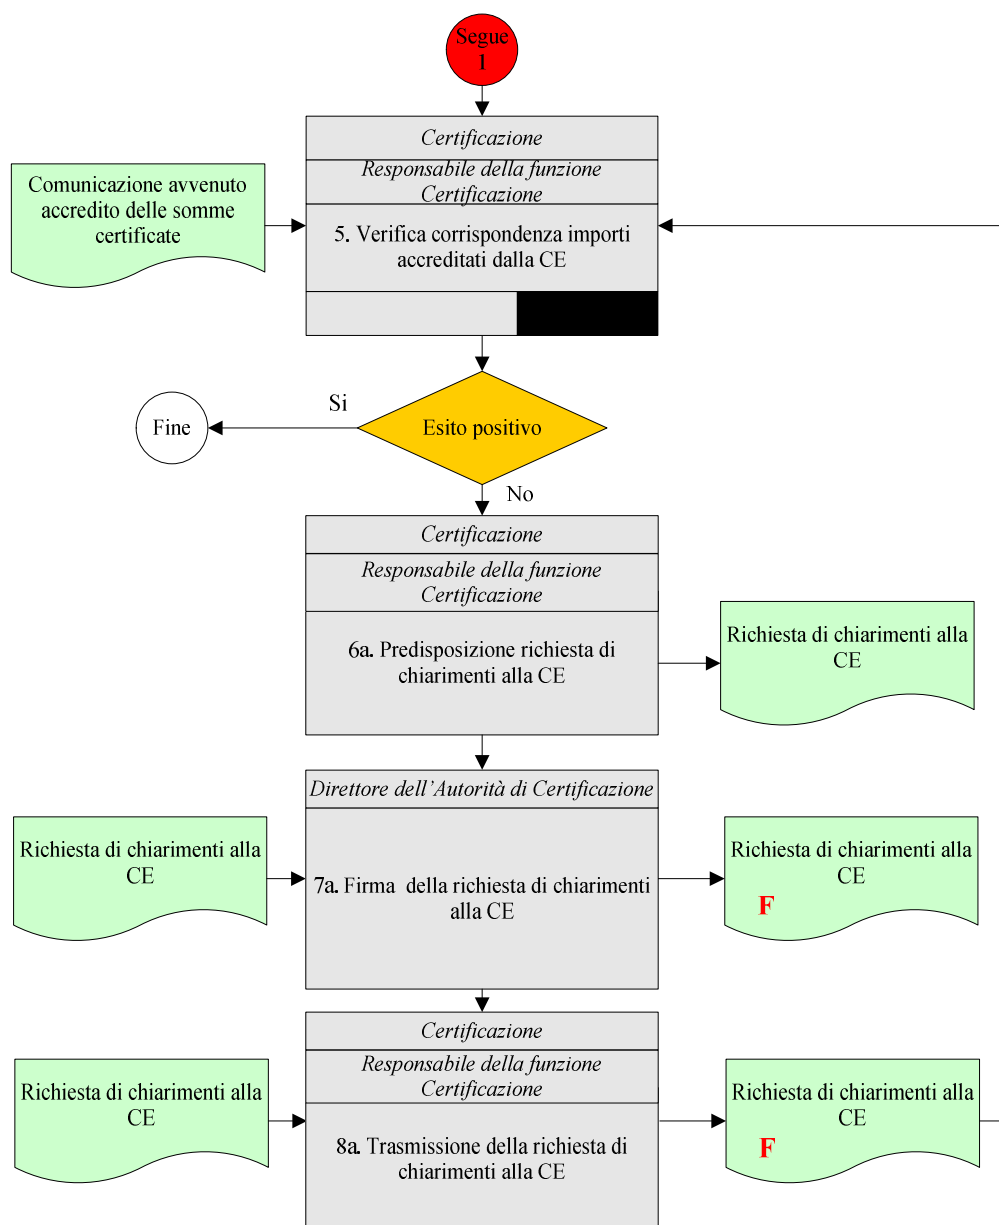 Segue
1
Certificazione
Responsabile della funzione
Certificazione
Comunicazione avvenuto
accredito delle somme
certificate
5. Verifica corrispondenza importi
accreditati dalla CE
Si
Fine
Esito positivo
No
Certificazione
Responsabile della funzione
Certificazione
6a. Predisposizione richiesta di
chiarimenti alla CE
Richiesta di chiarimenti alla
CE
Direttore dell'Autorità di Certificazione
Richiesta di chiarimenti alla
CE
7a. Firma della richiesta di chiarimenti
alla CE
Richiesta di chiarimenti alla
CE
F
Certificazione
Responsabile della funzione
Certificazione
Richiesta di chiarimenti alla
CE
8a. Trasmissione della richiesta di
chiarimenti alla CE
Richiesta di chiarimenti alla
CE
F